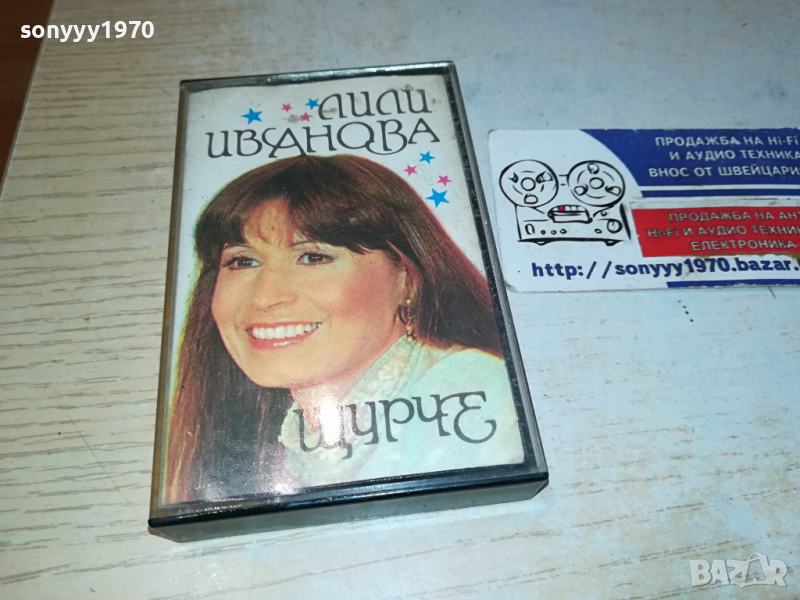 sonyyy1970
ЛИЛИ
ИВАНОВА
ЩУРЧЕ
ПРОДАЖБА НА Hi-Fi
И АУДИО ТЕХНИКА
ВНОС ОТ ШВЕЙЦАРИ
ПРОДАЖБА НА АН
Hi-Fi И АУДИО ТЕХНИК
ЕЛЕКТРОНИКА
http://sonyyy1970.bazar.
BAZAR